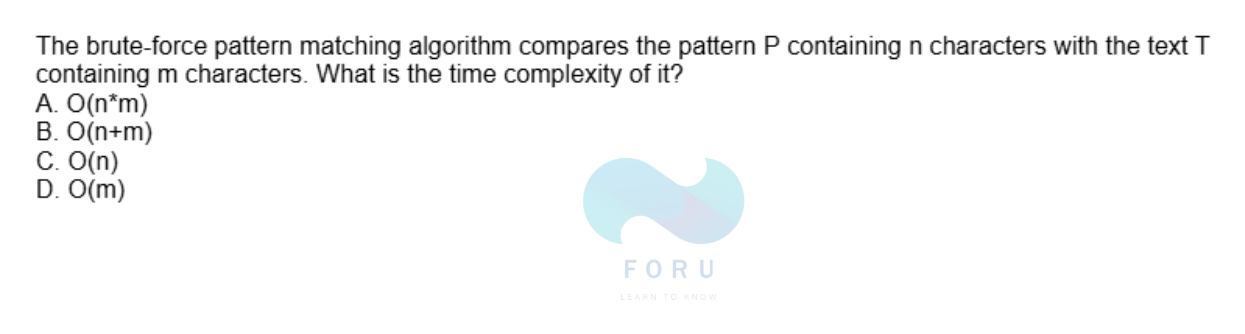 The brute-force pattern matching algorithm compares the pattern P containing n characters with the text T
containing m characters. What is the time complexity of it?
A. O(n*m)
B. O(n+m)
C. O(n)
D. O(m)
FORU
LEARN TO KNOW